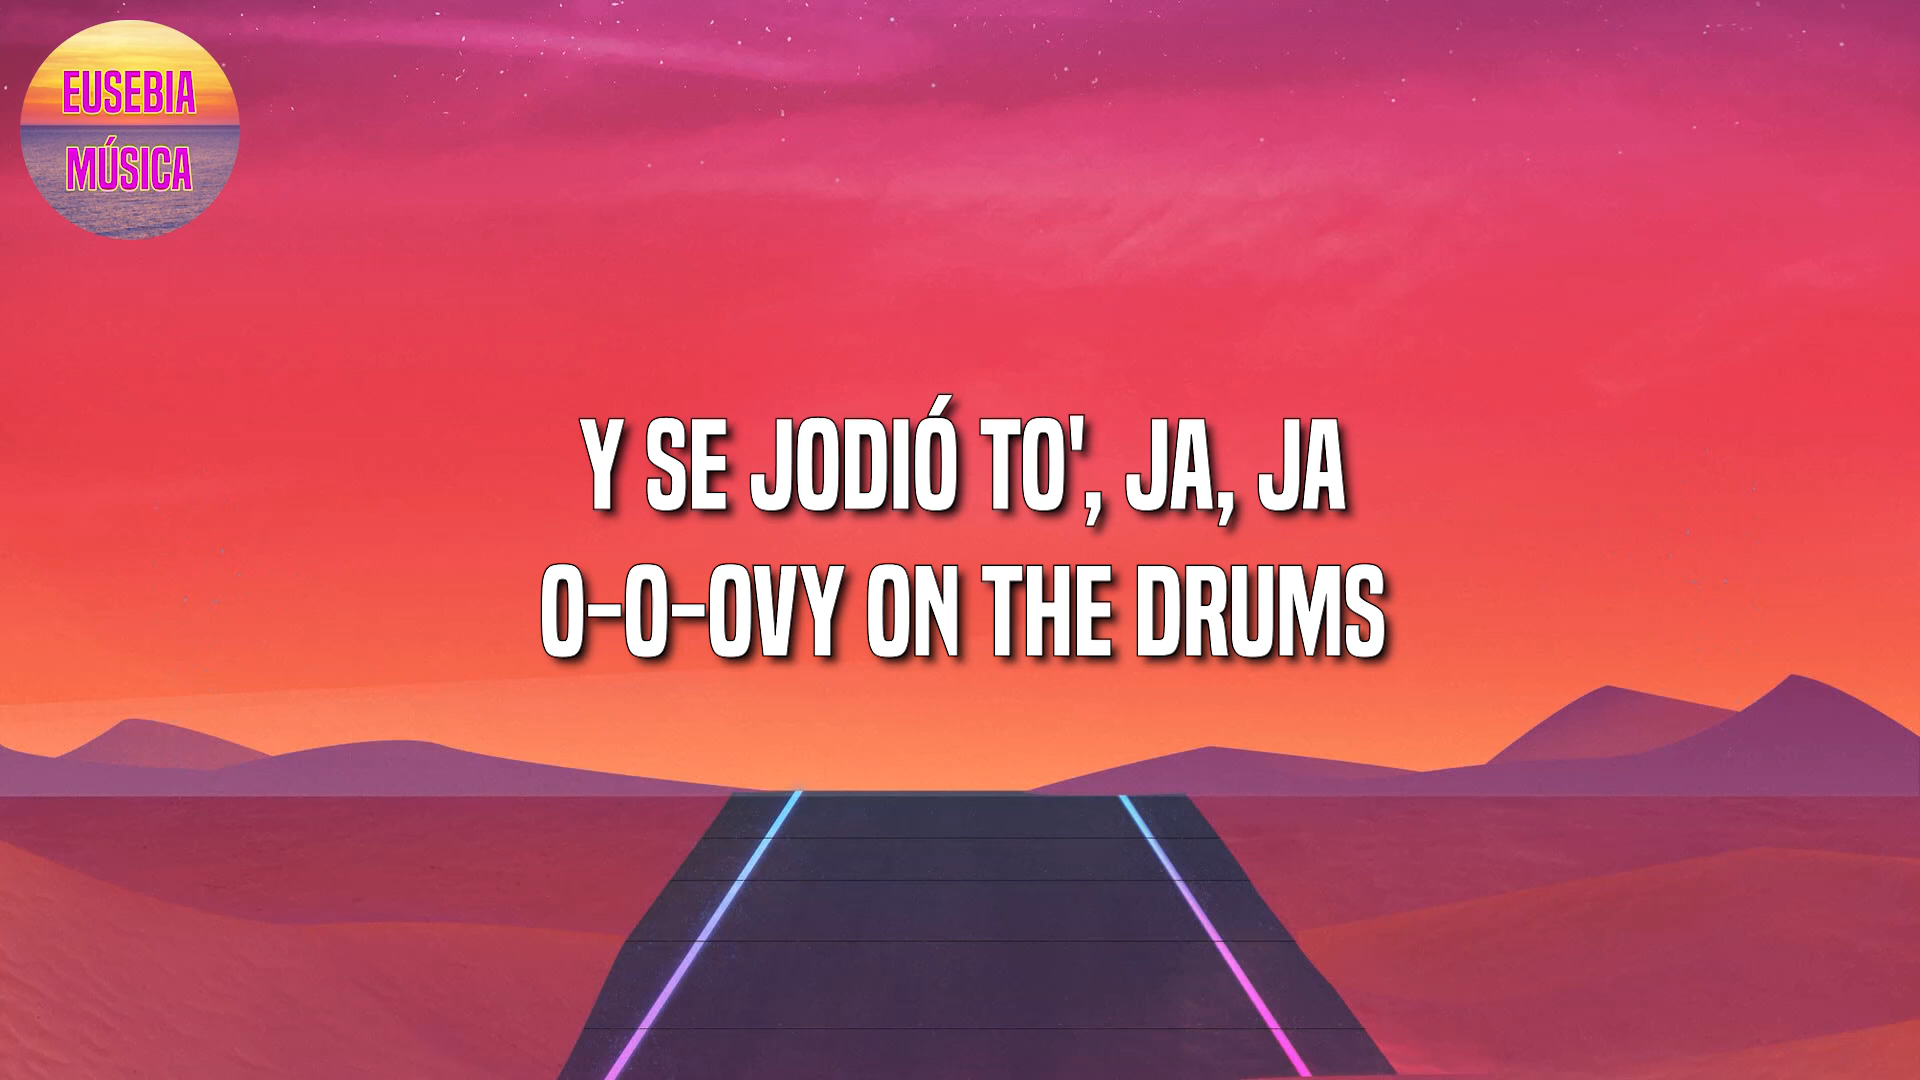 EUSEBIA
MÚSICA
Y SE JODIÓ TO', JA, JA
O-O-OVY ON THE DRUMS